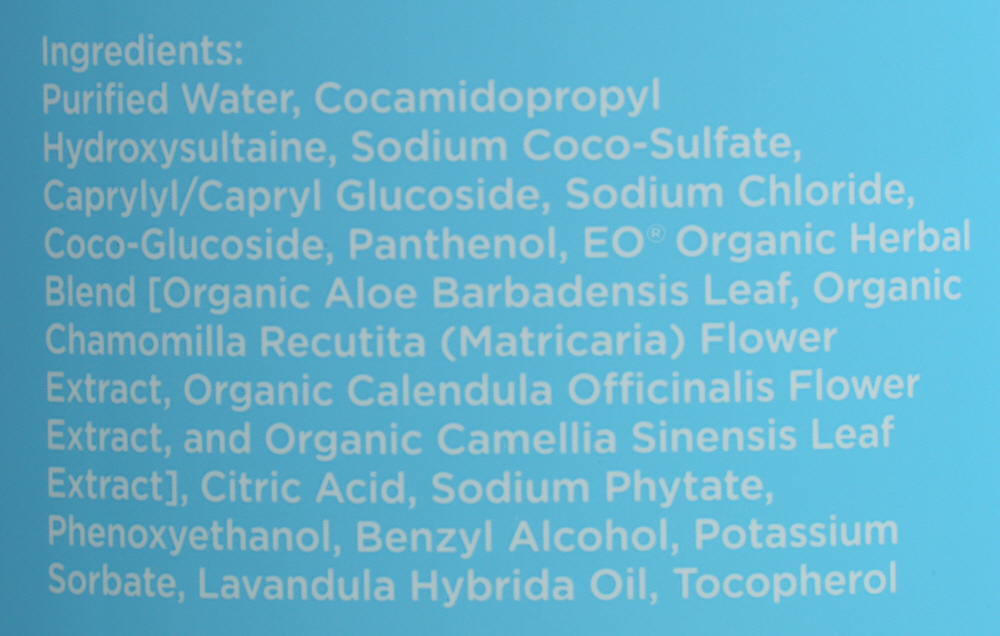 Ingredients:
Purified Water, Cocamidopropyl
Hydroxysultaine, Sodium Coco-Sulfate,
Caprylyl/Capryl Glucoside, Sodium Chloride,
Coco-Glucoside, Panthenol, EO® Organic Herbal
Blend [Organic Aloe Barbadensis Leaf, Organic
Chamomilla Recutita (Matricaria) Flower
Extract, Organic Calendula Officinalis Flower
Extract, and Organic Camellia Sinensis Leaf
Extract], Citric Acid, Sodium Phytate,
Phenoxyethanol, Benzyl Alcohol, Potassium
Sorbate, Lavandula Hybrida Oil, Tocopherol